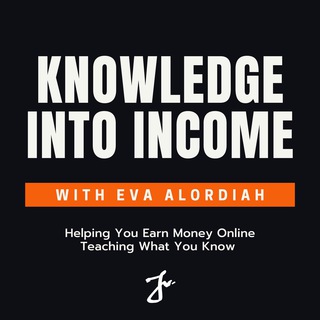 KNOWLEDGE
INTO INCOME
WITH EVA ALORDIAH
Helping You Earn Money Online
Teaching What You Know